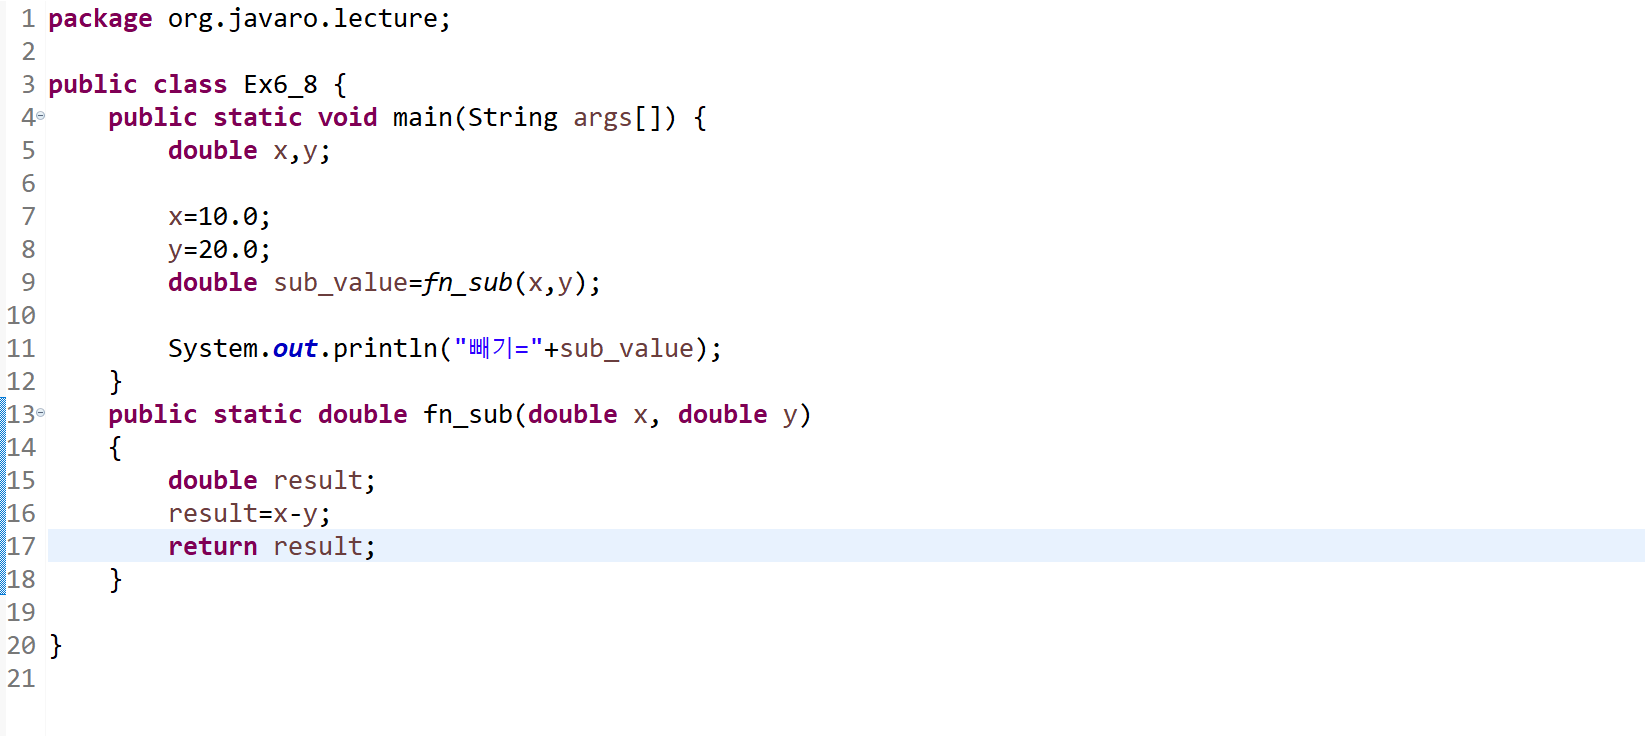 1 package org.javaro.lecture;
2
3 public class Ex6_8 {
4     public static void main(String args[]) {
5         double x,y;
6
7         x=10.0;
8         y=20.0;
9         double sub_value=fn_sub(x,y);
10
11         System.out.println("빼기="+sub_value);
12     }
13     public static double fn_sub(double x, double y)
14     {
15         double result;
16         result=x-y;
17         return result;
18     }
19
20 }
21